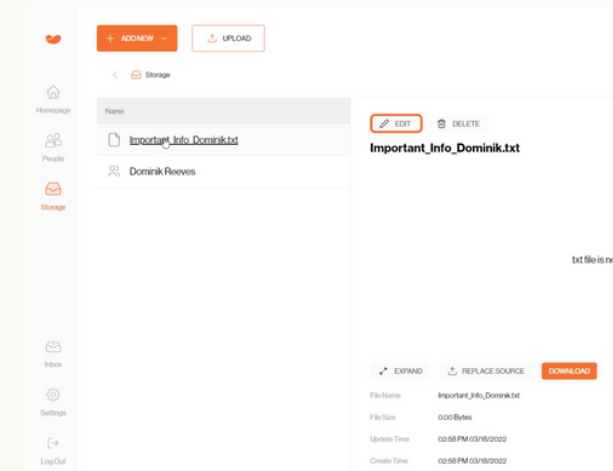 ADD NEW
UPLOAD
Storage
Homepage
People
Storage
Inbox
Settings
Log Out
Name
Important_Info_Dominik.txt
Dominik Reeves
EDIT
DELETE
Important_Info_Dominik.txt
txt file is no
EXPAND
REPLACE SOURCE
DOWNLOAD
File Name Important_Info_Dominik.txt
File Size 0.00 Bytes
Update Time 02:58 PM 03/18/2022
Create Time 02:58 PM 03/18/2022